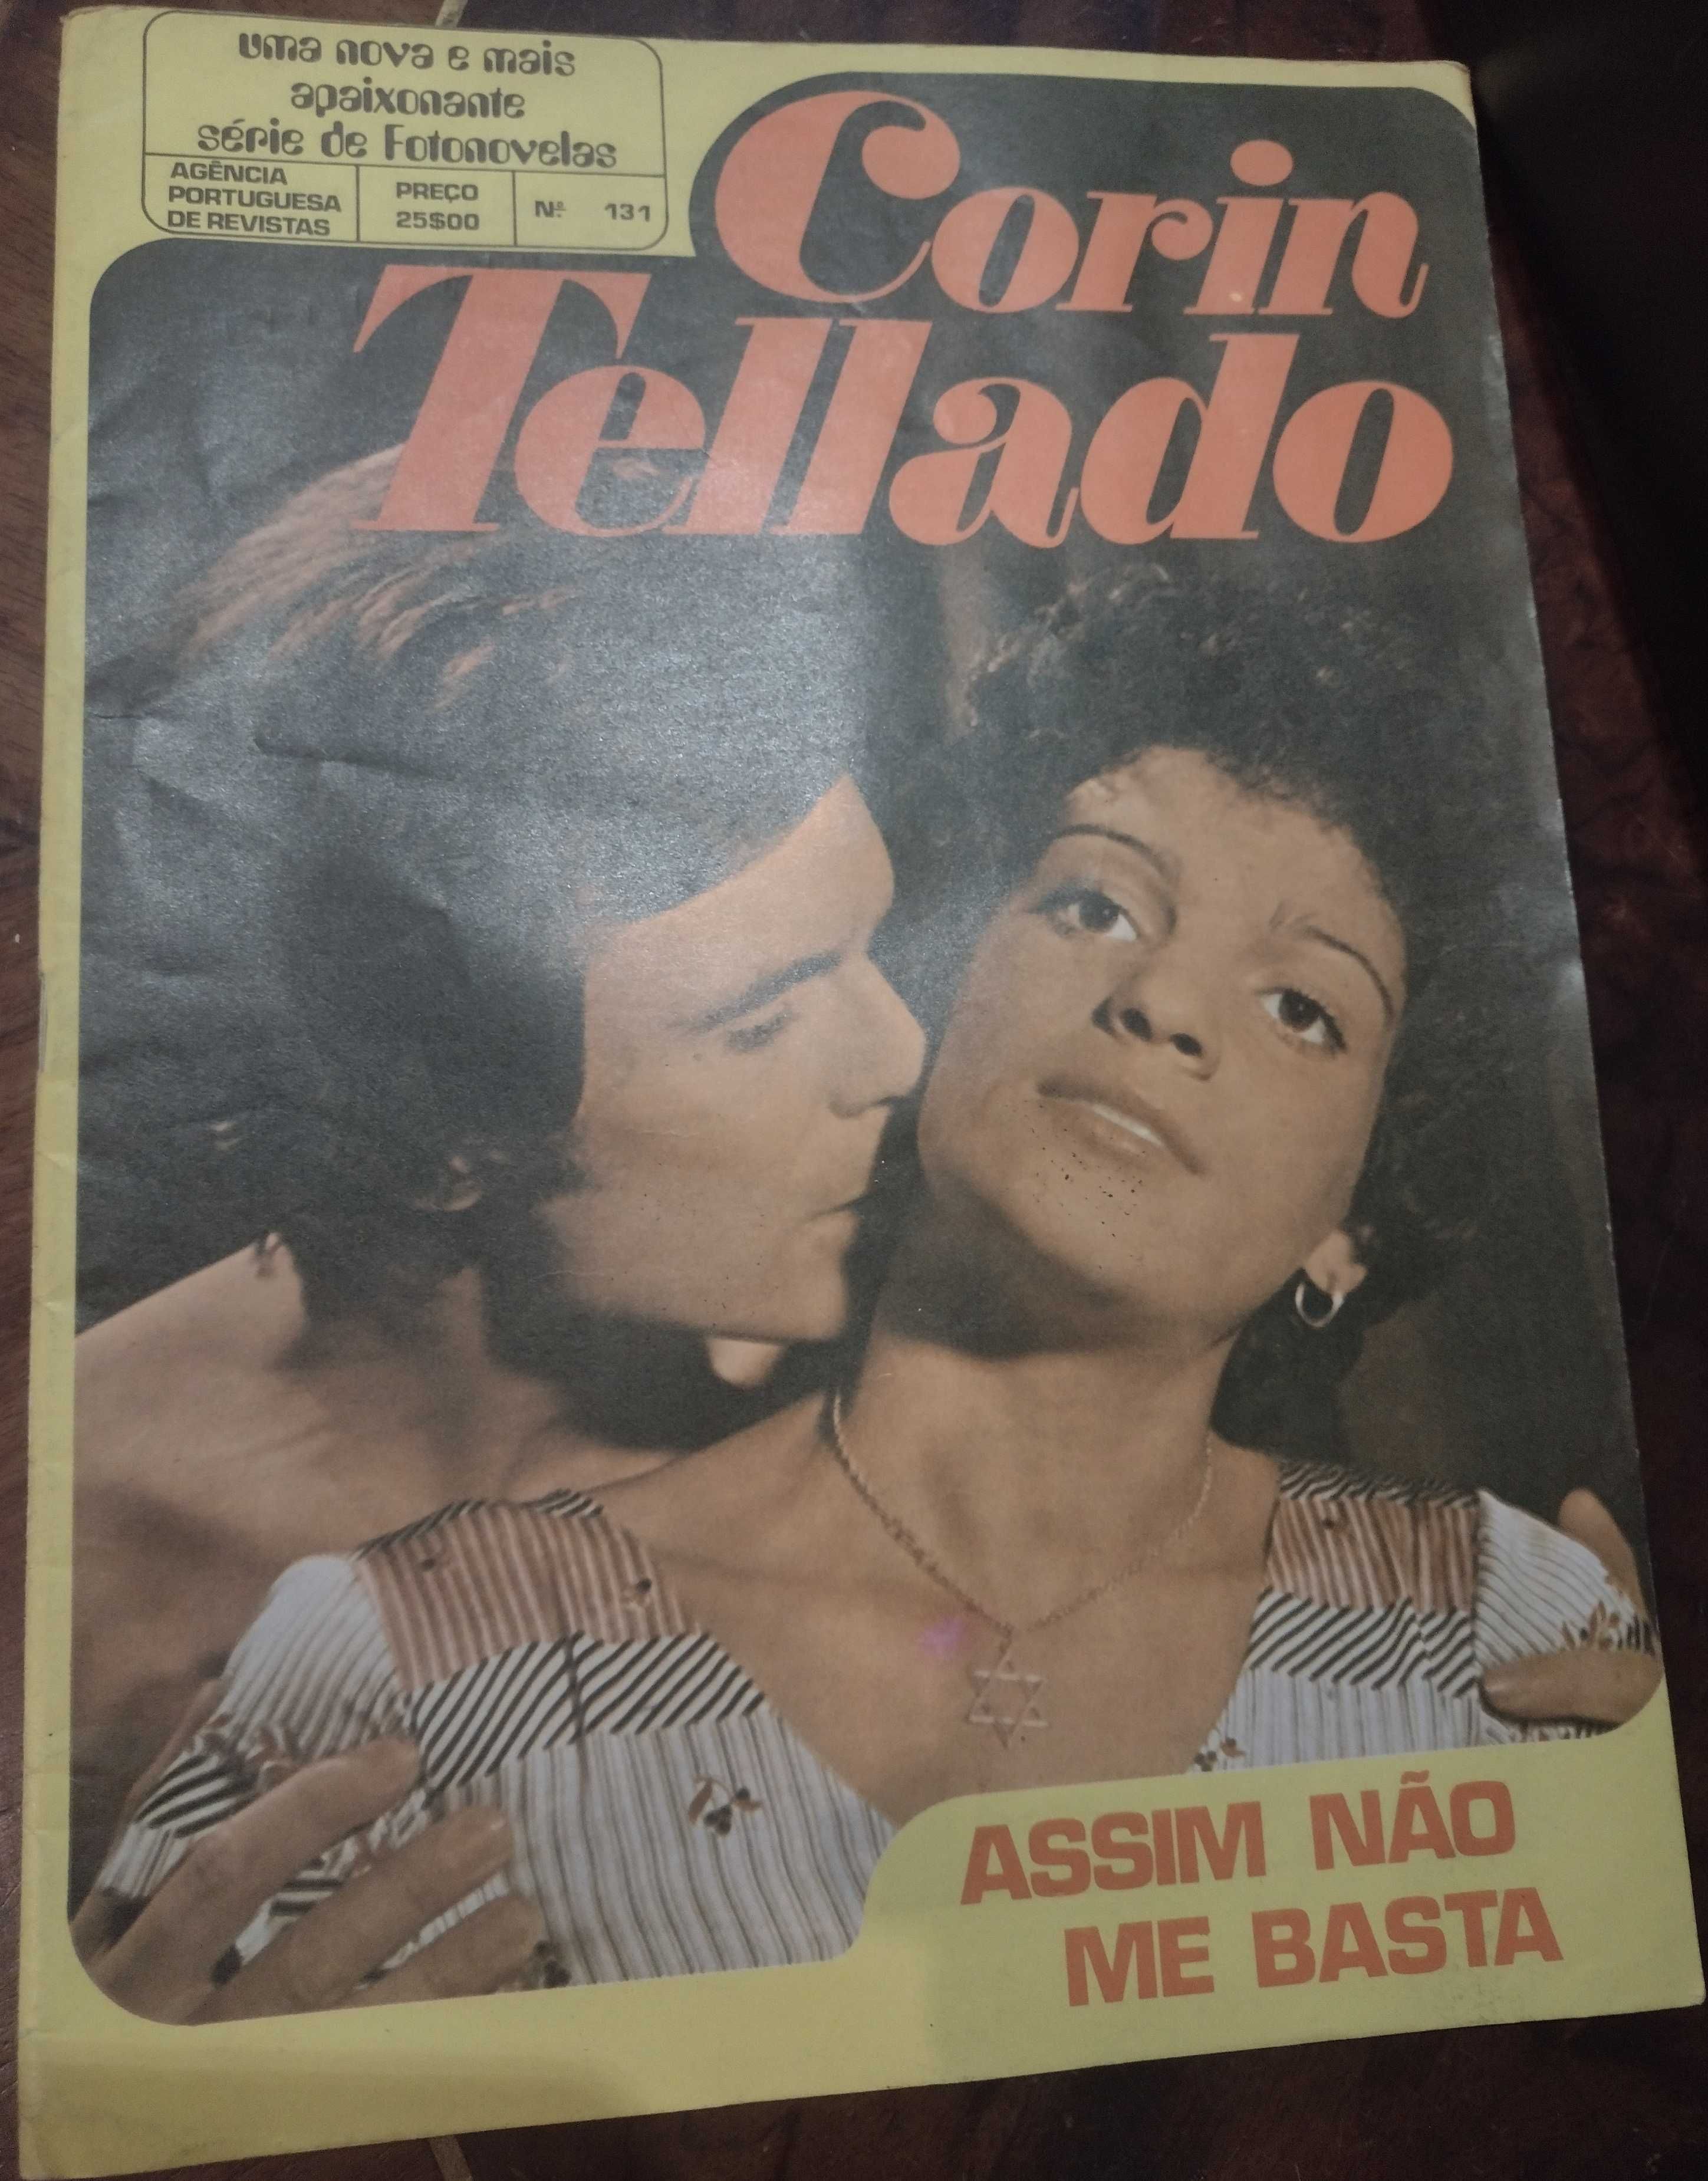 uma nova e mais
apaixonante
série de Fotonovelas
AGÊNCIA
PORTUGUESA
DE REVISTAS
PREÇO
25$00
Nº 131
Corin
Tellado
ASSIM NÃO
ME BASTA